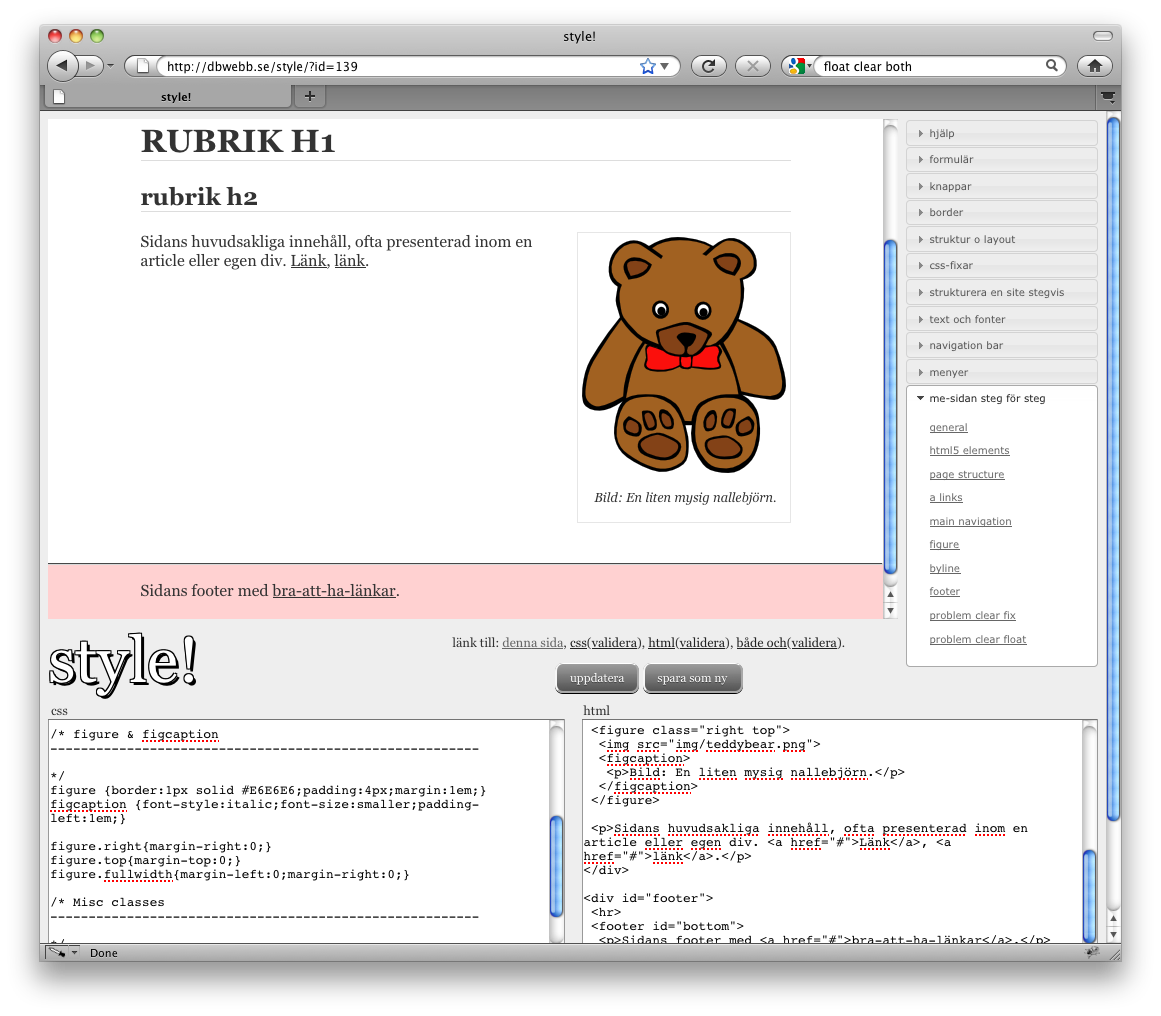 style!
http://dbwebb.se/style/?id=139
float clear both
style!
RUBRIK H1
rubrik h2
Sidans huvudsakliga innehåll, ofta presenterad inom en
article eller egen div. Länk, länk.
Bild: En liten mysig nallebjörn.
Sidans footer med bra-att-ha-länkar.
hjälp
formulär
knappar
border
struktur o layout
css-fixar
strukturera en site stegvis
text och fonter
navigation bar
menyer
me-sidan steg för steg
general
html5 elements
page structure
a links
main navigation
figure
byline
footer
problem clear fix
problem clear float
style!
länk till: denna sida, css(validera), html(validera), både och(validera).
uppdatera
spara som ny
css
/* figure & figcaption
-----------------------------------------------------
*/
figure {border:1px solid #E6E6E6;padding:4px;margin:1em;}
figcaption {font-style:italic;font-size:smaller;padding-
left:1em;}
figure.right{margin-right:0;}
figure.top{margin-top:0;}
figure.fullwidth{margin-left:0;margin-right:0;}
/* Misc classes
-----------------------------------------------------
*/
html
<figure class="right top">
<img src="img/teddybear.png">
<figcaption>
<p>Bild: En liten mysig nallebjörn.</p>
</figcaption>
</figure>
<p>Sidans huvudsakliga innehåll, ofta presenterad inom en
article eller egen div. <a href="#">Länk</a>, <a
href="#">länk</a>.</p>
</div>
<div id="footer">
<hr>
<footer id="bottom">
<p>Sidans footer med <a href="#">bra-att-ha-länkar</a>.</p>
Done